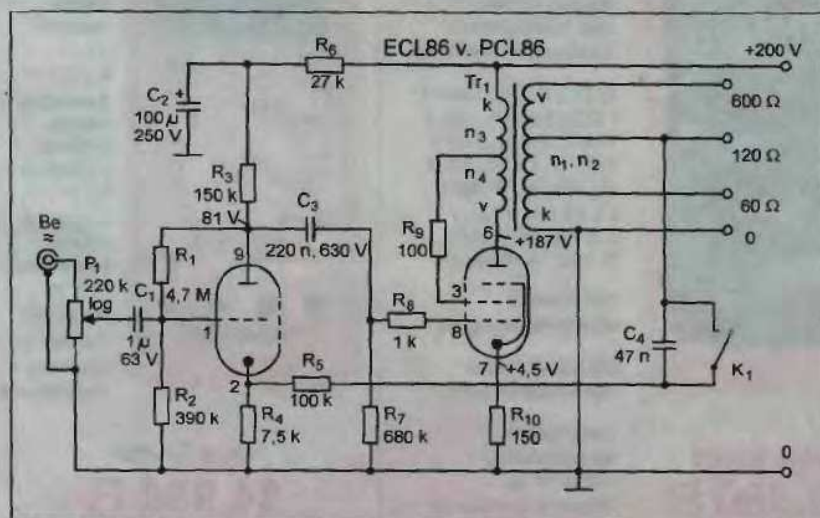 ECL86 v. PCL86
R6
27 k
+200 V
Tr1
k
v
600 Ω
C2 +
100 μ
250 V
n3
120 Ω
R3
150 k
n4
n1, n2
81 V
C3
60 Ω
Be
≈
R9
100
v
k
0
9
220 n, 630 V
6
+187 V
P1
220 k
log
R1
4,7 M
C1
1 μ
63 V
1
R8
1 k
3
8
C4
47 n
K1
2
R5
100 k
7
+4,5 V
R2
390 k
R4
7,5 k
R7
680 k
R10
150
0